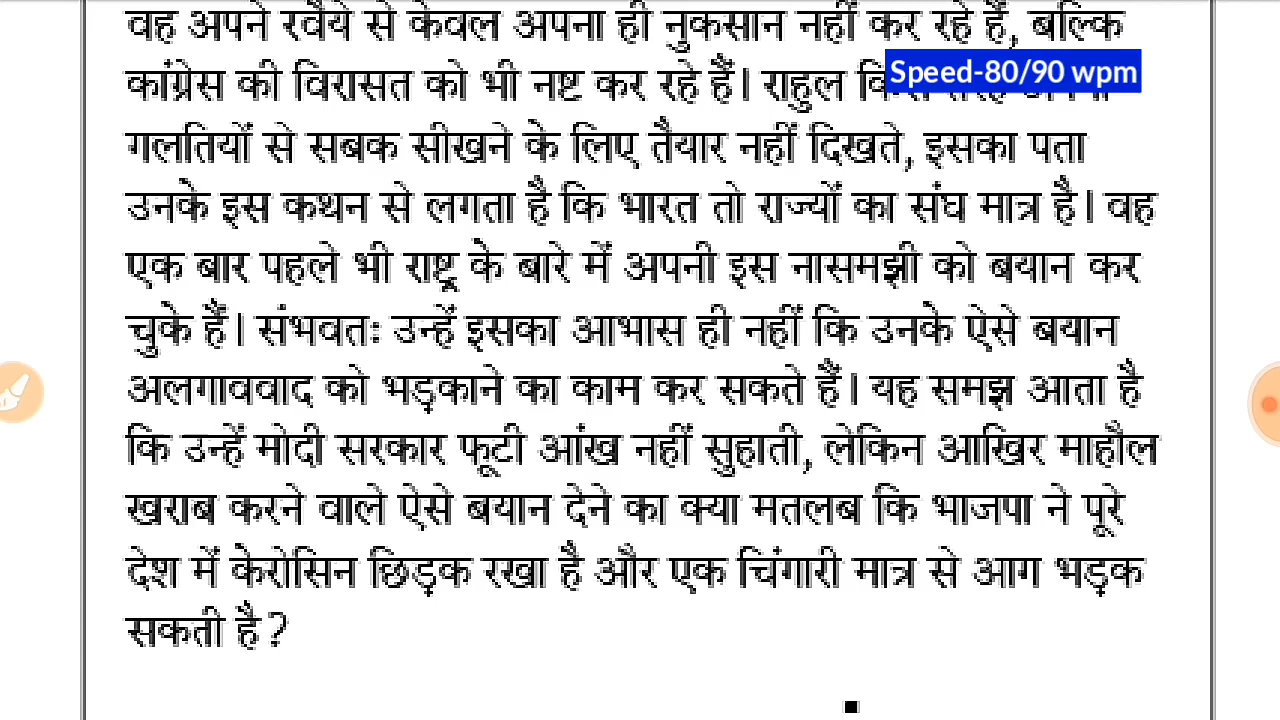 वह अपने रवैये से केवल अपना ही नुकसान नहीं कर रहे हैं, बल्कि
Speed-80/90 wpm
कांग्रेस की विरासत को भी नष्ट कर रहे हैं। राहुल
गलतियों से सबक सीखने के लिए तैयार नहीं दिखते, इसका पता
उनके इस कथन से लगता है कि भारत तो राज्यों का संघ मात्र है। वह
एक बार पहले भी राष्ट्र के बारे में अपनी इस नासमझी को बयान कर
चुके हैं। संभवतः उन्हें इसका आभास ही नहीं कि उनके ऐसे बयान
अलगाववाद को भड़काने का काम कर सकते हैं। यह समझ आता है
कि उन्हें मोदी सरकार फूटी आंख नहीं सुहाती, लेकिन आखिर माहौल
खराब करने वाले ऐसे बयान देने का क्या मतलब कि भाजपा ने पूरे
देश में केरोसिन छिड़क रखा है और एक चिंगारी मात्र से आग भड़क
सकती है?